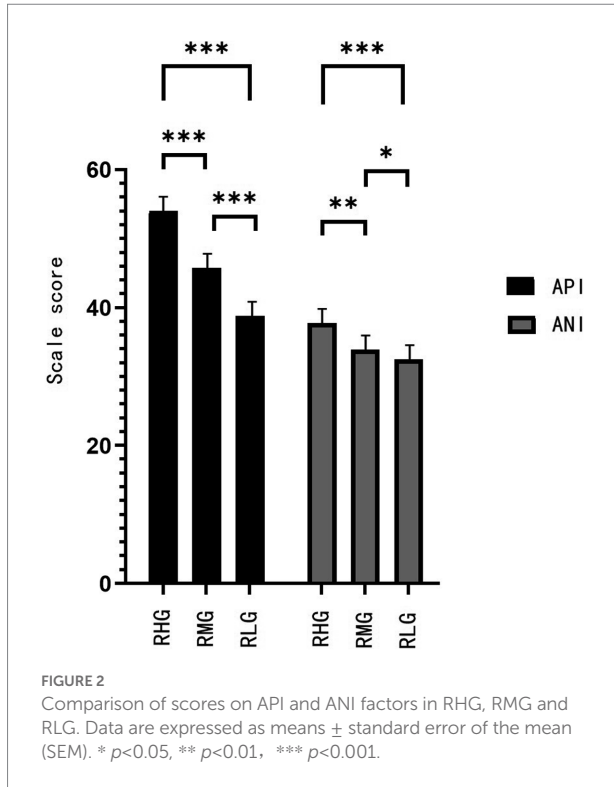 *** ***
*** *
*** **
60
40
20
0
Scale score
API
ANI
RHG RMG RLG RHG RMG RLG
FIGURE 2
Comparison of scores on API and ANI factors in RHG, RMG and
RLG. Data are expressed as means ± standard error of the mean
(SEM). * p<0.05, ** p<0.01， *** p<0.001.